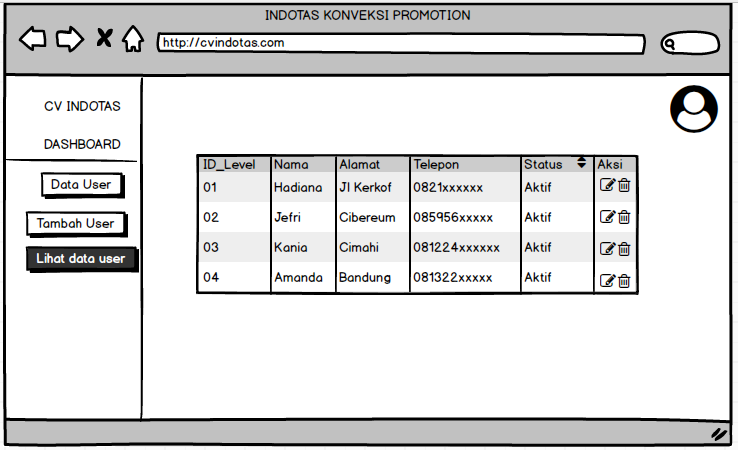 INDOTAS KONVEKSI PROMOTION
http://cvindotas.com
CV INDOTAS
DASHBOARD
Data User
Tambah User
Lihat data user
ID_Level Nama Alamat Telepon Status Aksi
01 Hadiana Jl Kerkof 0821xxxxxx Aktif
02 Jefri Cibereum 085956xxxxx Aktif
03 Kania Cimahi 081224xxxxxx Aktif
04 Amanda Bandung 081322xxxxx Aktif